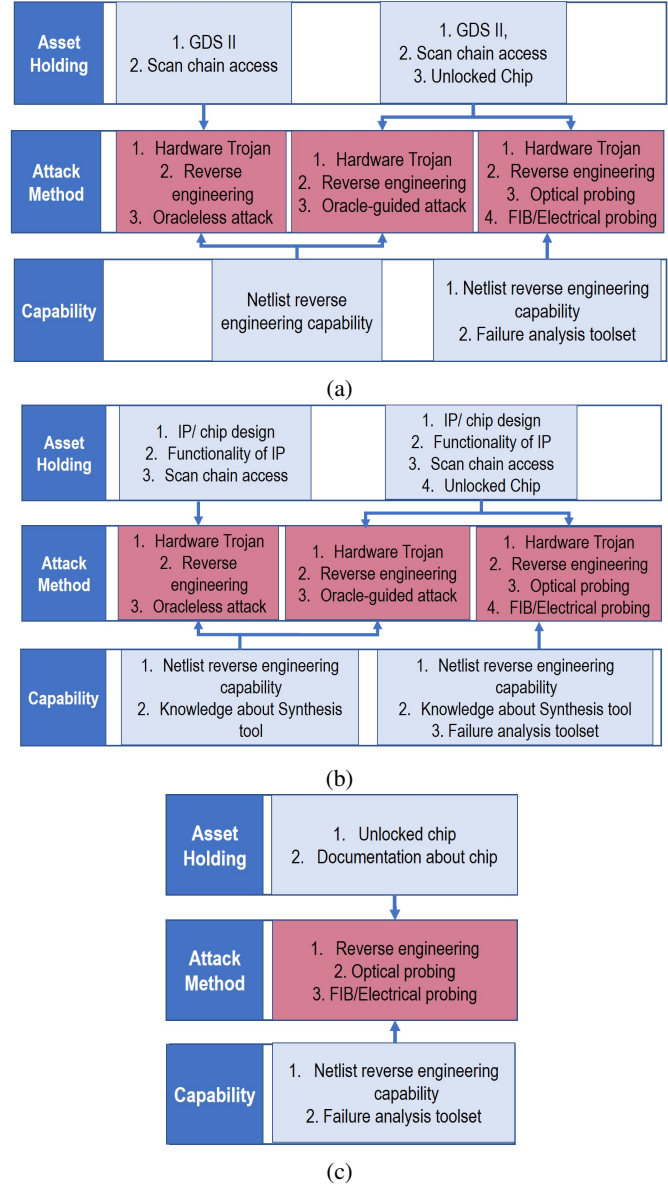 Asset
Holding
1. GDS II
2. Scan chain access
1. GDS II,
2. Scan chain access
3. Unlocked Chip
Attack
Method
1. Hardware Trojan
2. Reverse
engineering
3. Oracleless attack
1. Hardware Trojan
2. Reverse engineering
3. Oracle-guided attack
1. Hardware Trojan
2. Reverse engineering
3. Optical probing
4. FIB/Electrical probing
Capability
Netlist reverse
engineering capability
1. Netlist reverse engineering
capability
2. Failure analysis toolset
(a)
Asset
Holding
1. IP/ chip design
2. Functionality of IP
3. Scan chain access
1. IP/ chip design
2. Functionality of IP
3. Scan chain access
4. Unlocked Chip
Attack
Method
1. Hardware Trojan
2. Reverse
engineering
3. Oracleless attack
1. Hardware Trojan
2. Reverse engineering
3. Oracle-guided attack
1. Hardware Trojan
2. Reverse engineering
3. Optical probing
4. FIB/Electrical probing
Capability
1. Netlist reverse engineering
capability
2. Knowledge about Synthesis
tool
1. Netlist reverse engineering
capability
2. Knowledge about Synthesis tool
3. Failure analysis toolset
(b)
Asset
Holding
1. Unlocked chip
2. Documentation about chip
Attack
Method
1. Reverse engineering
2. Optical probing
3. FIB/Electrical probing
Capability
1. Netlist reverse engineering
capability
2. Failure analysis toolset
(c)